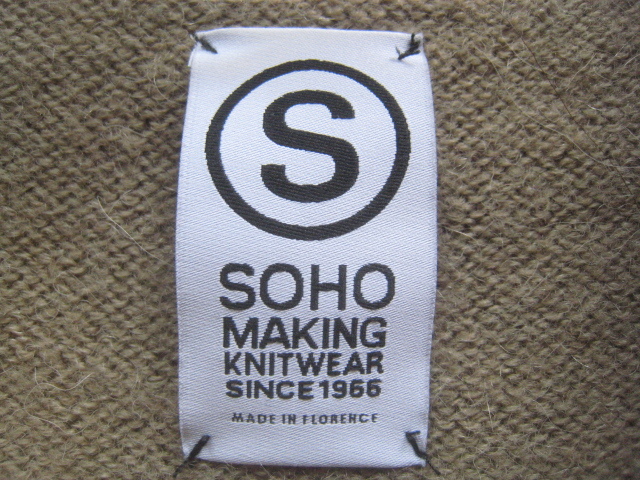 S
SOHO
MAKING
KNITWEAR
SINCE 1966
MADE IN FLORENCE